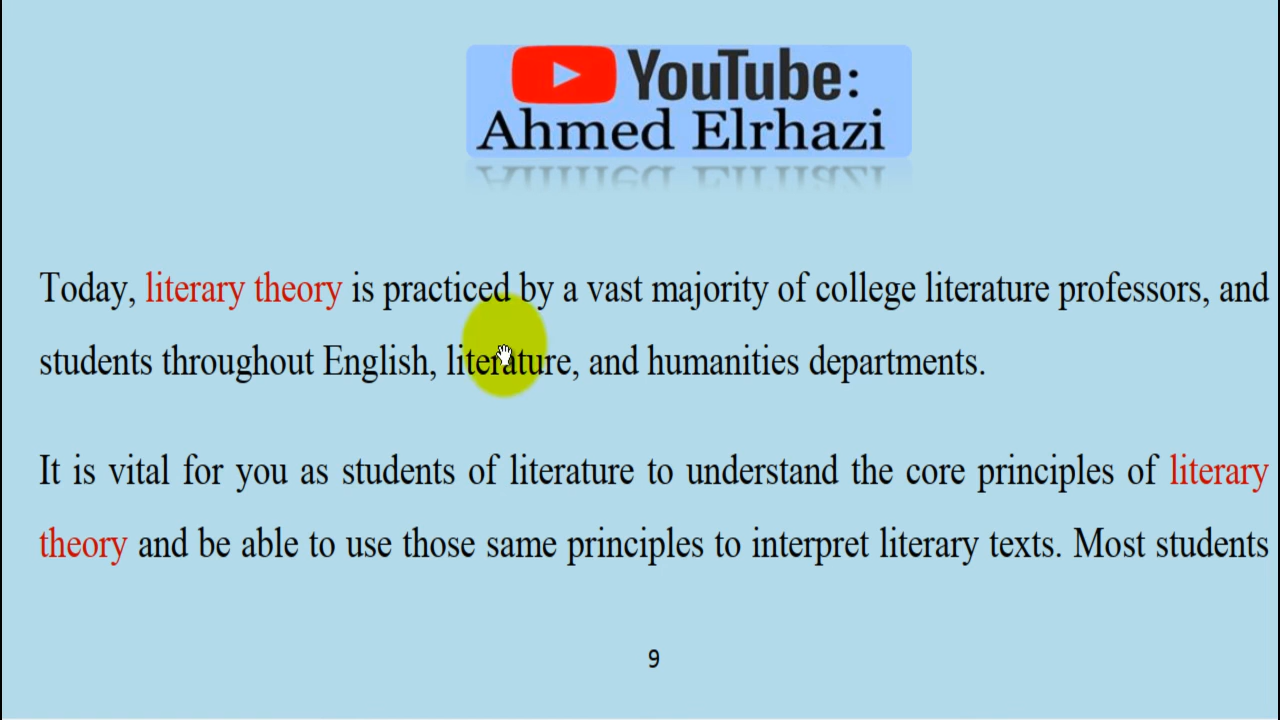 YouTube:
Ahmed Elrhazi
Today, literary theory is practiced by a vast majority of college literature professors, and
students throughout English, literature, and humanities departments.
It is vital for you as students of literature to understand the core principles of literary
theory and be able to use those same principles to interpret literary texts. Most students
9